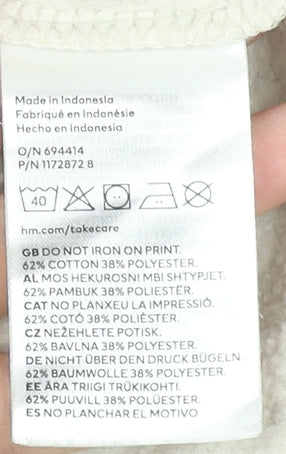 Made in Indonesia
Fabriqué en Indonésie
Hecho en Indonesia
O/N 694414
P/N 1172872 8
40
hm.com/takecare
GB DO NOT IRON ON PRINT.
62% COTTON 38% POLYESTER.
AL MOS HEKUROSNI MBI SHTYPJET.
62% PAMBUK 38% POLIESTËR.
CAT NO PLANXEU LA IMPRESSIÓ.
62% COTÓ 38% POLIÈSTER.
CZ NEŽEHLETE POTISK.
62% BAVLNA 38% POLYESTER.
DE NICHT ÜBER DEN DRUCK BÜGELN.
62% BAUMWOLLE 38% POLYESTER.
EE ÄRA TRIIGI TRÜKIKOHTI.
62% PUUVILL 38% POLÜESTER.
ES NO PLANCHAR EL MOTIVO